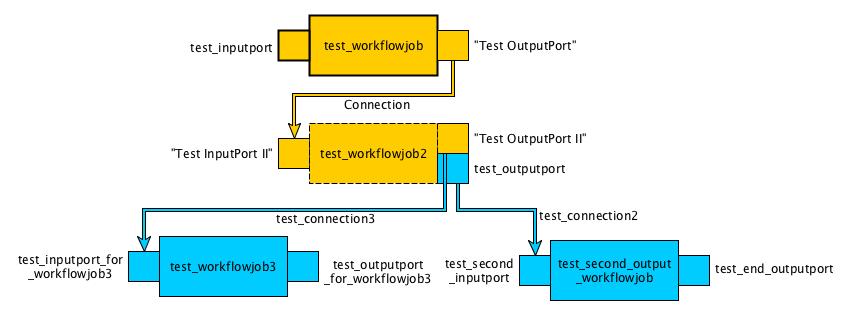 test_inputport
test_workflowjob
"Test OutputPort"
Connection
"Test InputPort II"
test_workflowjob2
"Test OutputPort II"
test_outputport
test_connection3
test_connection2
test_inputport_for
_workflowjob3
test_workflowjob3
test_outputport
_for_workflowjob3
test_second
_inputport
test_second_output
_workflowjob
test_end_outputport